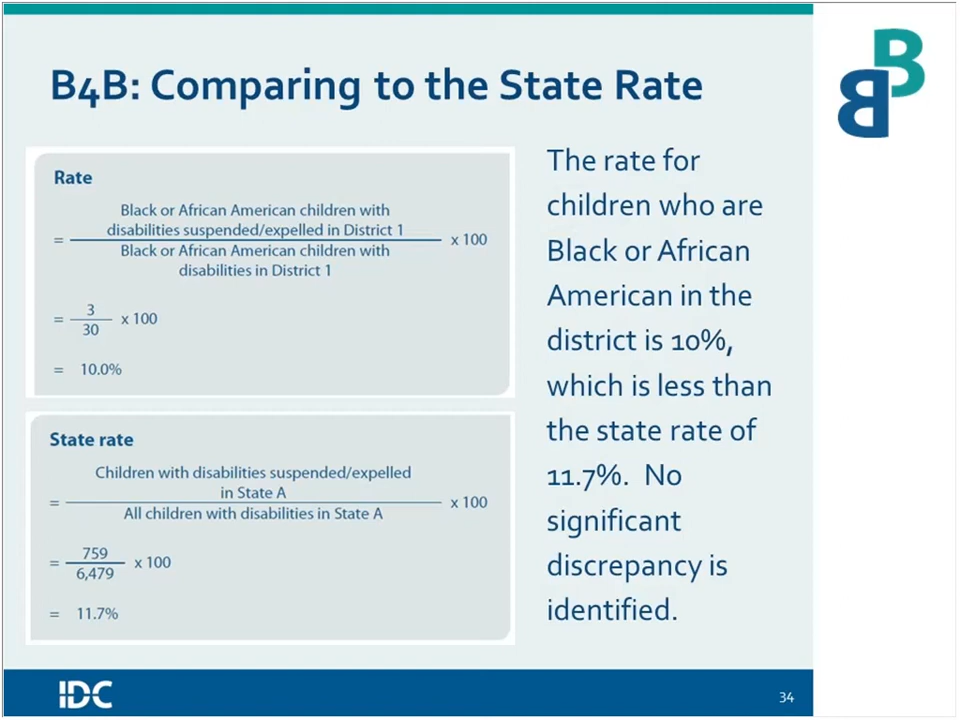 B4B: Comparing to the State Rate
B
B
Rate
Black or African American children with
disabilities suspended/expelled in District 1
=
x 100
Black or African American children with
disabilities in District 1
= 3
30 x 100
= 10.0%
State rate
Children with disabilities suspended/expelled
in State A
=
x 100
All children with disabilities in State A
= 759
6,479 x 100
= 11.7%
The rate for
children who are
Black or African
American in the
district is 10%,
which is less than
the state rate of
11.7%. No
significant
discrepancy is
identified.
IDC
34